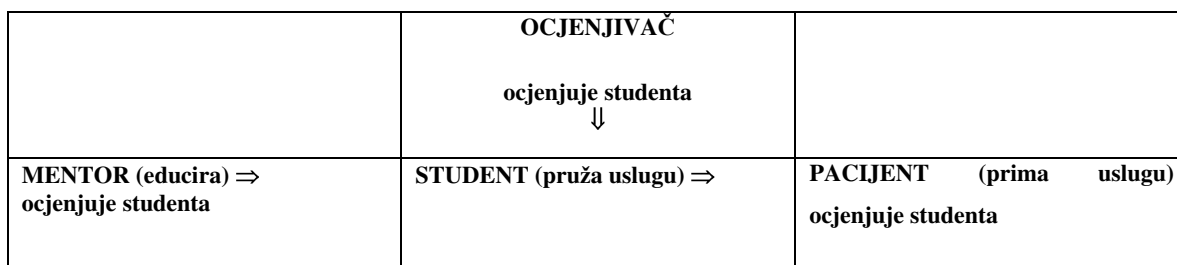 OCJENJIVAČ
ocjenjuje studenta
⇓
MENTOR (educira) ⇒
ocjenjuje studenta
STUDENT (pruža uslugu) ⇒
PACIJENT (prima uslugu)
ocjenjuje studenta